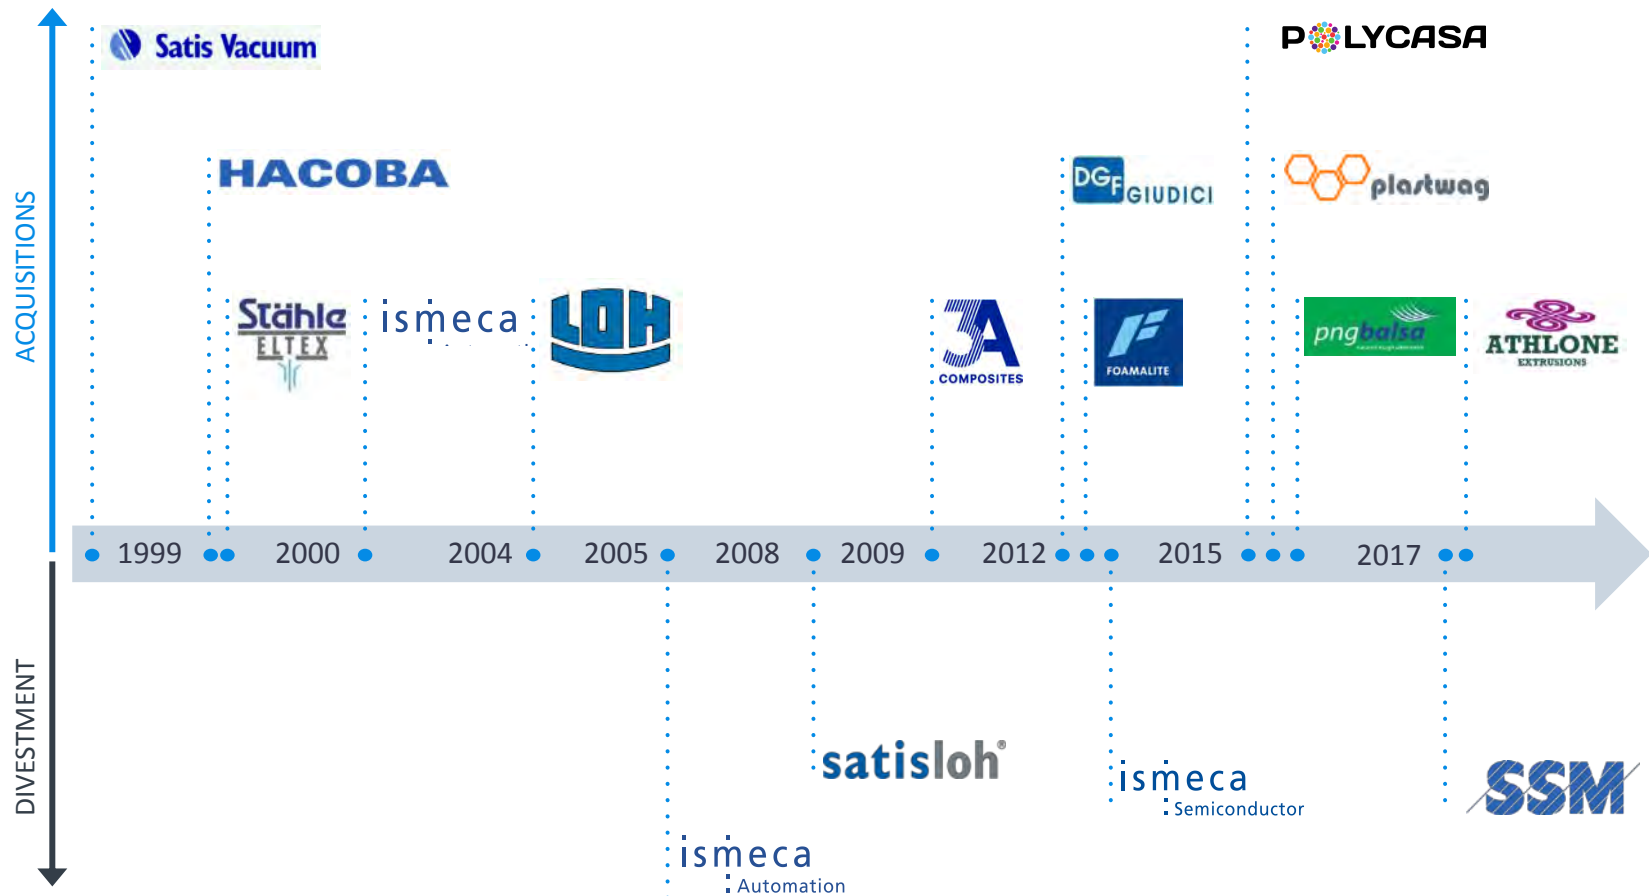 Satis Vacuum
POLYCASA
HACOBA
DGF
GIUDICI
plastwag
ACQUISITIONS
Stähle
ELTEX
ismeca
LOH
3A
COMPOSITES
F
FOAMALITE
pngbalsa
ATHLONE
EXTRUSIONS
1999
2000
2004
2005
2008
2009
2012
2015
2017
DIVESTMENT
satisloh®
ismeca
Semiconductor
SSM
ismeca
Automation